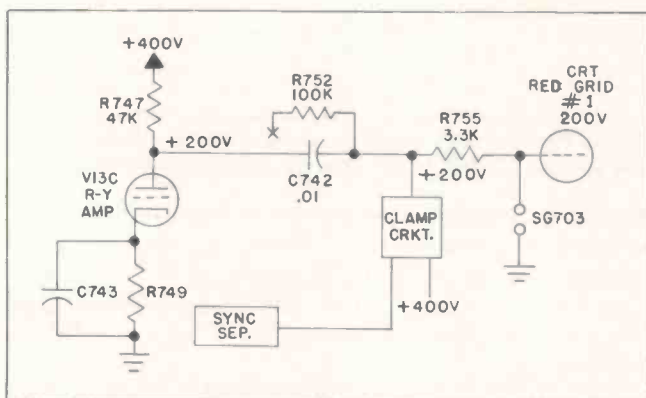 +400V
R747
47K
+ 200V
V13C
R-Y
AMP
C743
R749
R752
100K
C742
.01
R755
3.3K
+200V
CRT
RED GRID
#1
200V
SG703
CLAMP
CRKT.
+400V
SYNC
SEP.